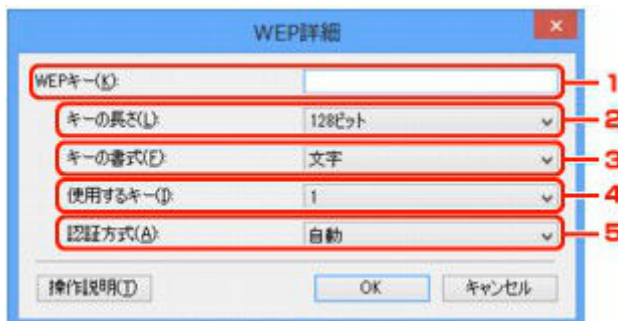 WEP詳細
WEPキー(K): 1
キーの長さ(L): 128ビット 2
キーの書式(F): 文字 3
使用するキー(I): 1 4
認証方式(A): 自動 5
操作説明(T) OK キャンセル